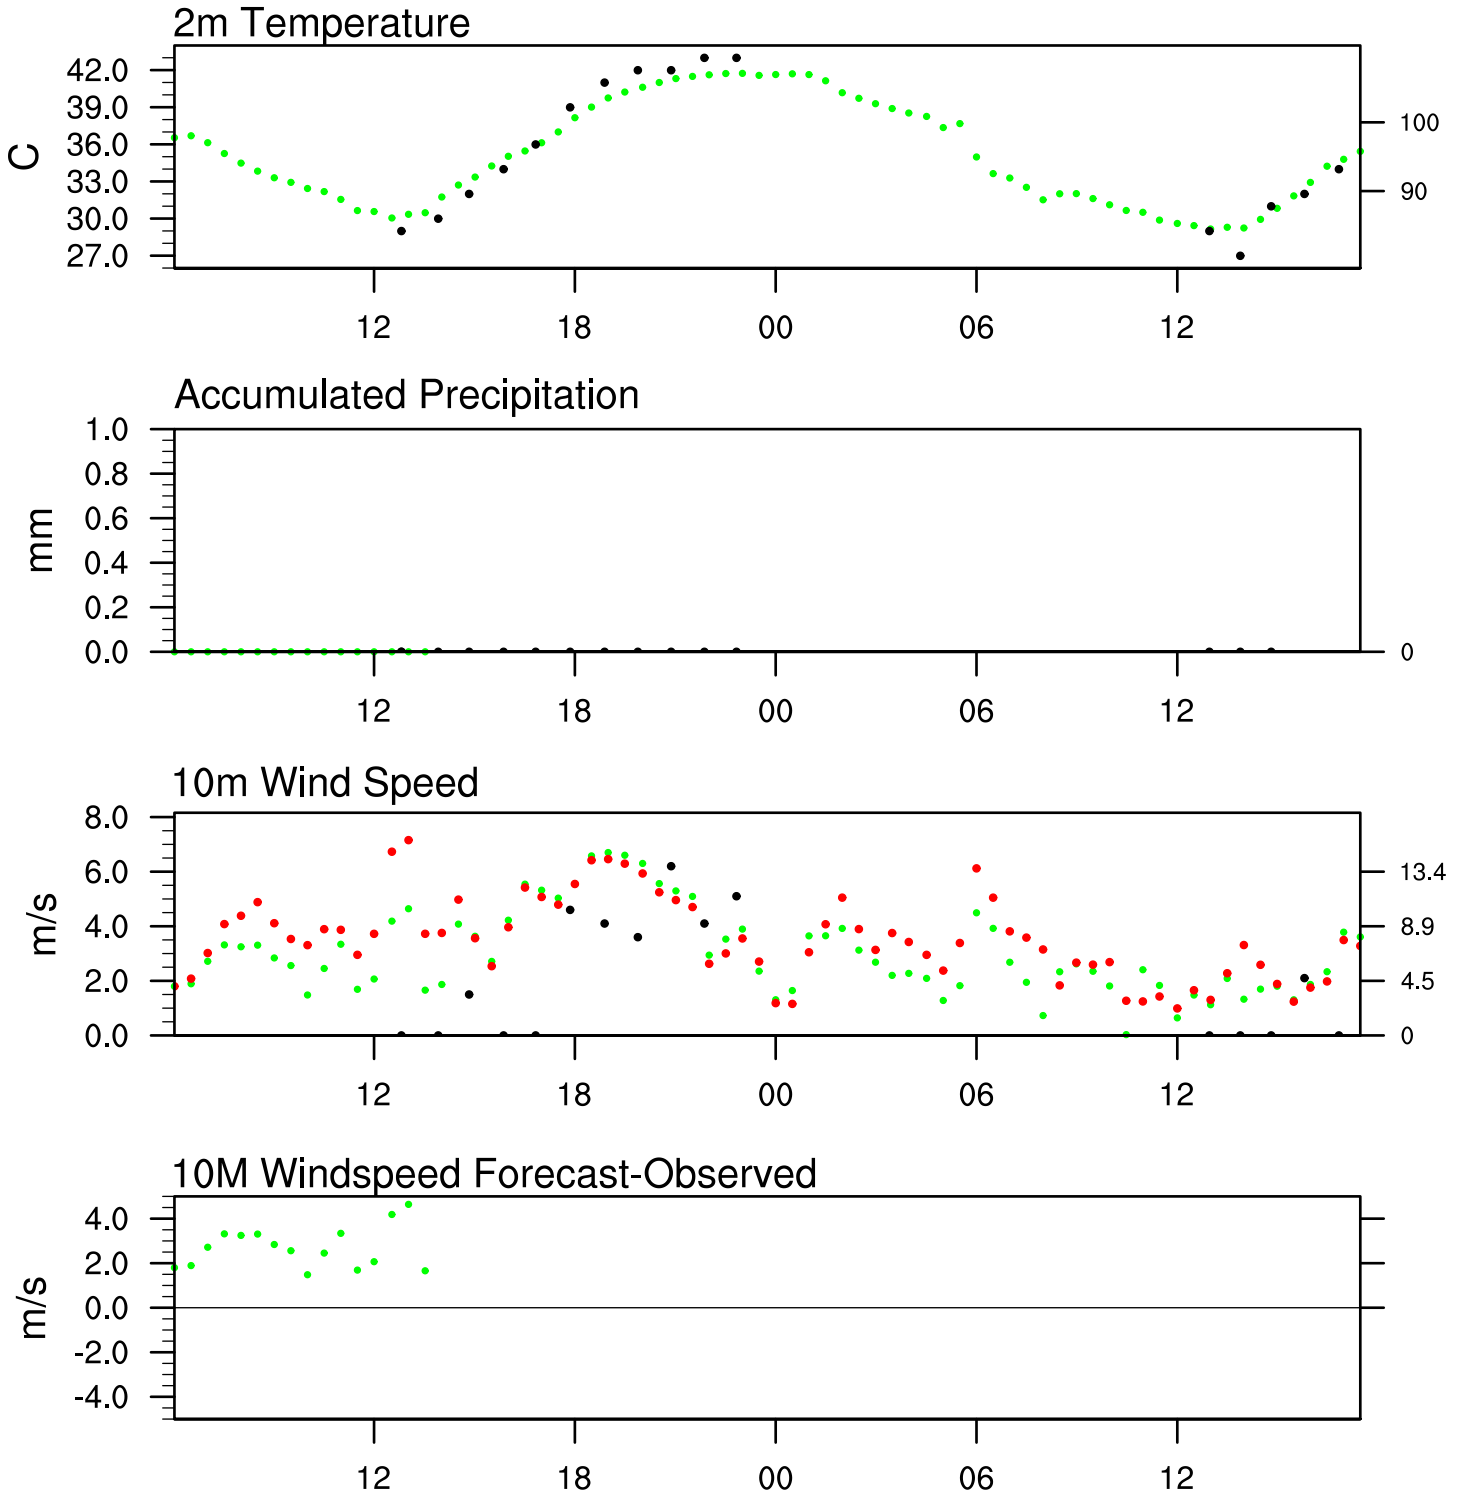 2m Temperature
42.0
39.0
36.0
33.0
30.0
27.0
C
100
90
12 18 00 06 12
Accumulated Precipitation
1.0
0.8
0.6
0.4
0.2
0.0
mm
0
12 18 00 06 12
10m Wind Speed
8.0
6.0
4.0
2.0
0.0
m/s
13.4
8.9
4.5
0
12 18 00 06 12
10M Windspeed Forecast-Observed
4.0
2.0
0.0
-2.0
-4.0
m/s
12 18 00 06 12